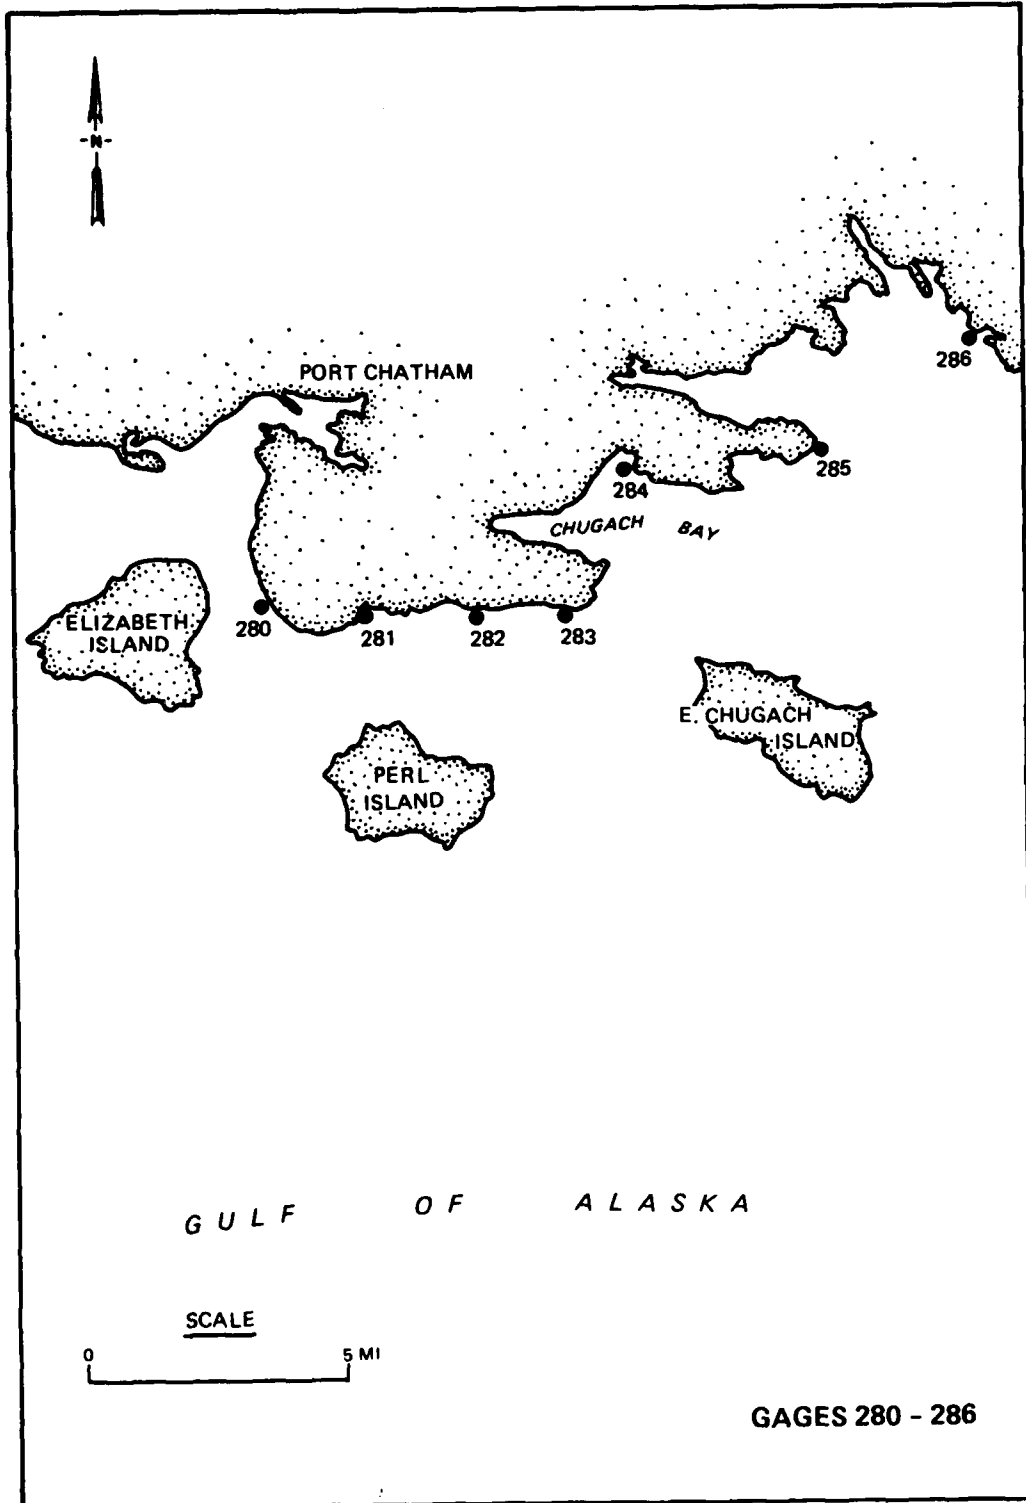 -N-
PORT CHATHAM
286
285
284
CHUGACH BAY
ELIZABETH
ISLAND
280
281
282
283
E. CHUGACH
ISLAND
PERL
ISLAND
GULF OF ALASKA
SCALE
0 5 MI
GAGES 280 - 286